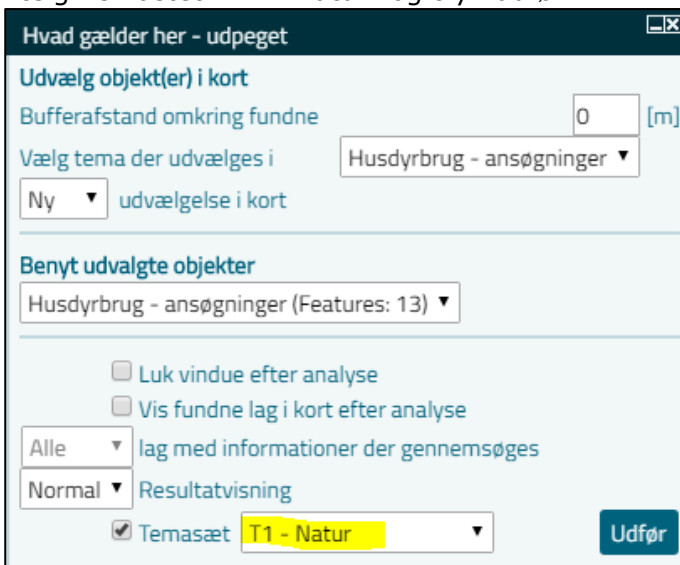 Hvad gælder her - udpeget
Udvælg objekt(er) i kort
Bufferafstand omkring fundne 0 [m]
Vælg tema der udvælges i Husdyrbrug - ansøgninger
Ny udvælgelse i kort
Benyt udvalgte objekter
Husdyrbrug - ansøgninger (Features: 13)
Luk vindue efter analyse
Vis fundne lag i kort efter analyse
Alle lag med informationer der gennemsøges
Normal Resultatvisning
Temasæt T1 - Natur Udfør